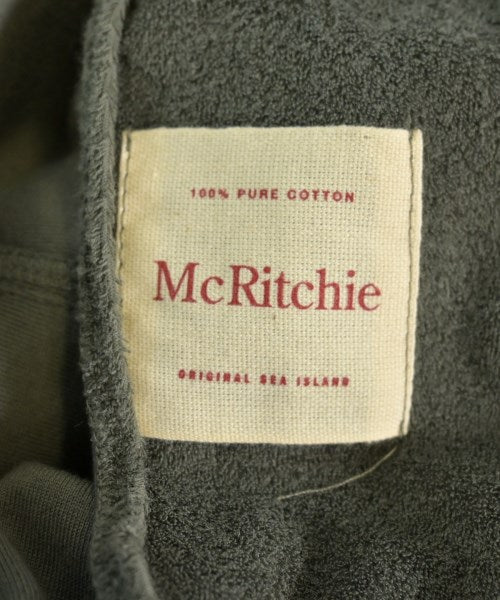 100% PURE COTTON
McRitchie
ORIGINAL SEA ISLAND